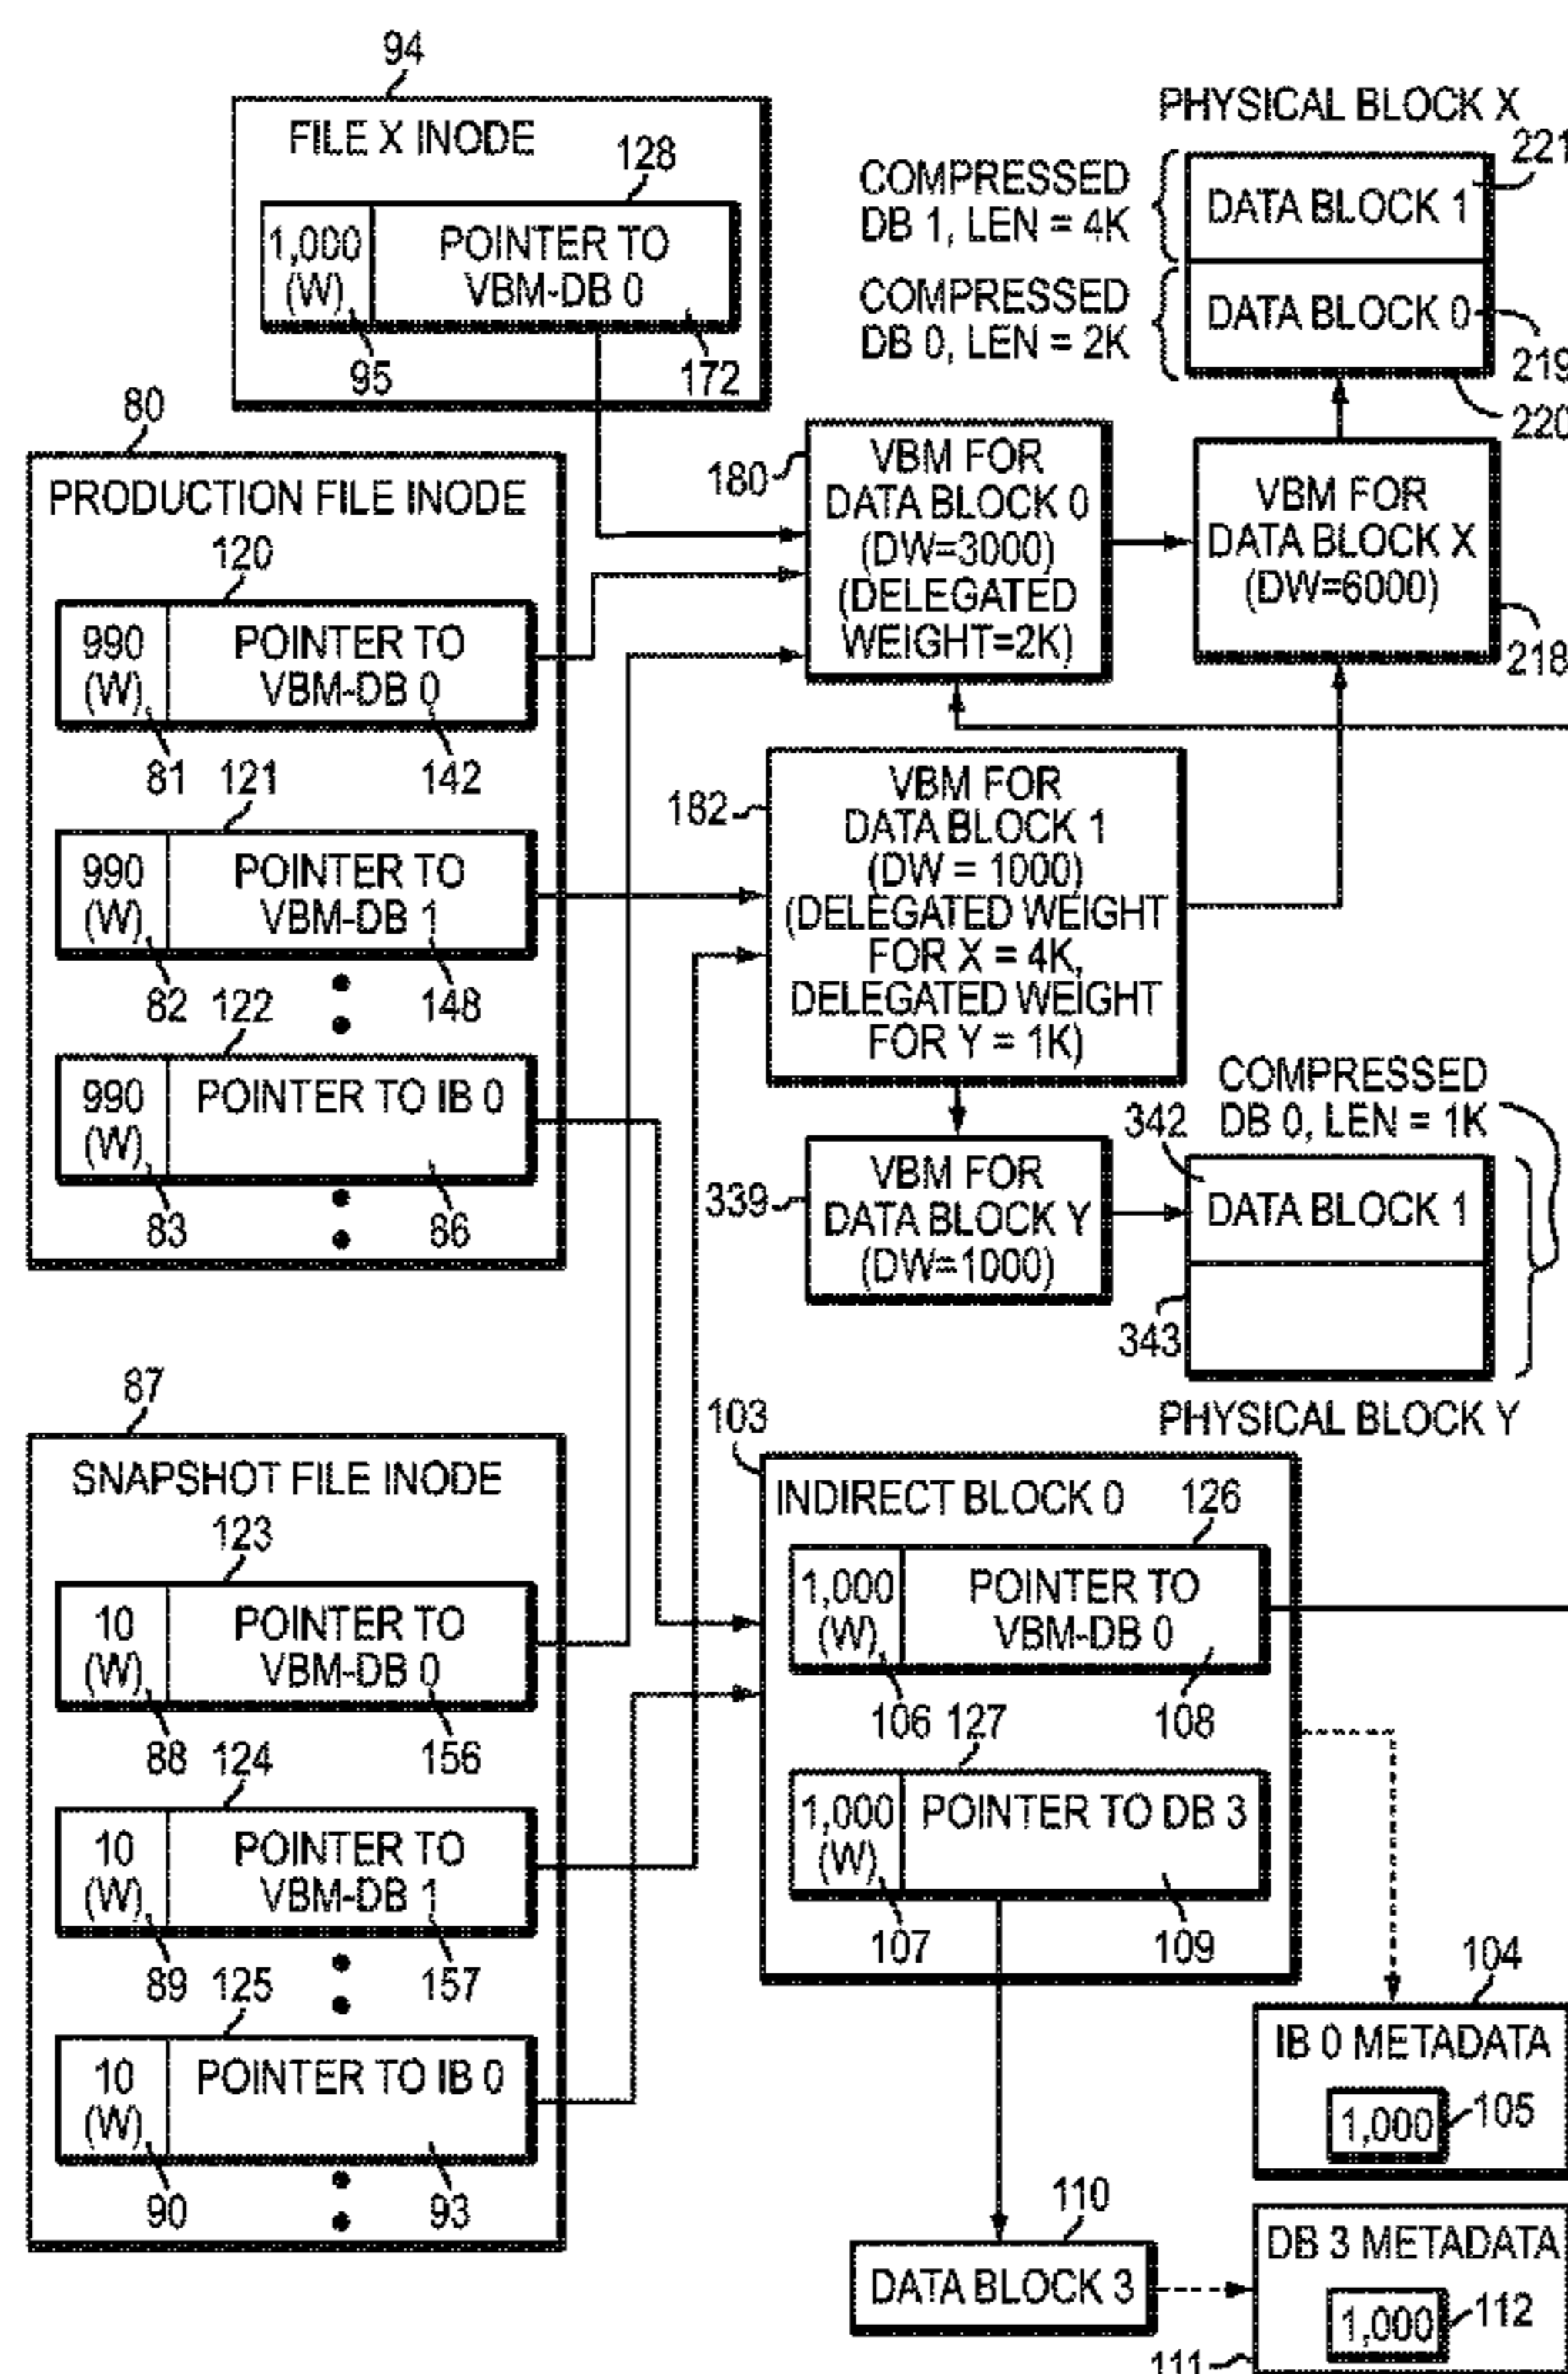 94
FILE X INODE
128
1,000
(W)
POINTER TO
VBM-DB 0
95
172
PHYSICAL BLOCK X
221
COMPRESSED
DB 1, LEN = 4K
DATA BLOCK 1
COMPRESSED
DB 0, LEN = 2K
DATA BLOCK 0
219
220
80
PRODUCTION FILE INODE
120
990
(W)
POINTER TO
VBM-DB 0
81
142
121
990
(W)
POINTER TO
VBM-DB 1
82
148
122
990
(W)
POINTER TO IB 0
83
86
180
VBM FOR
DATA BLOCK 0
(DW=3000)
(DELEGATED
WEIGHT=2K)
VBM FOR
DATA BLOCK X
(DW=6000)
218
182
VBM FOR
DATA BLOCK 1
(DW = 1000)
(DELEGATED WEIGHT
FOR X = 4K,
DELEGATED WEIGHT
FOR Y = 1K)
339
VBM FOR
DATA BLOCK Y
(DW=1000)
COMPRESSED
DB 0, LEN = 1K
342
DATA BLOCK 1
343
PHYSICAL BLOCK Y
87
SNAPSHOT FILE INODE
123
10
(W)
POINTER TO
VBM-DB 0
88
156
124
10
(W)
POINTER TO
VBM-DB 1
89
157
125
10
(W)
POINTER TO IB 0
90
93
103
INDIRECT BLOCK 0
126
1,000
(W)
POINTER TO
VBM-DB 0
106
108
127
1,000
(W)
POINTER TO DB 3
107
109
104
IB 0 METADATA
1,000
105
110
DATA BLOCK 3
DB 3 METADATA
1,000
112
111